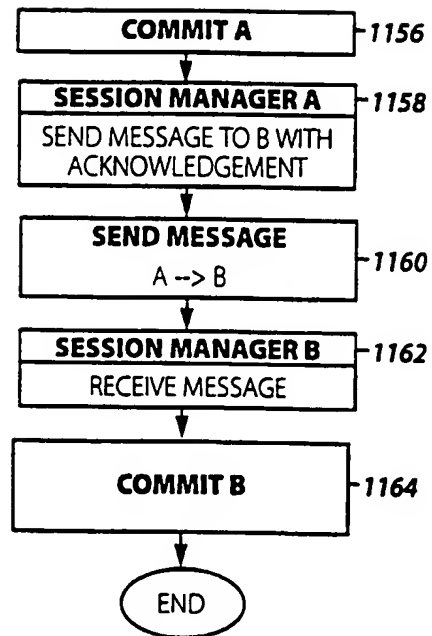 COMMIT A
1156
SESSION MANAGER A
1158
SEND MESSAGE TO B WITH
ACKNOWLEDGEMENT
SEND MESSAGE
A --> B
1160
SESSION MANAGER B
1162
RECEIVE MESSAGE
COMMIT B
1164
END